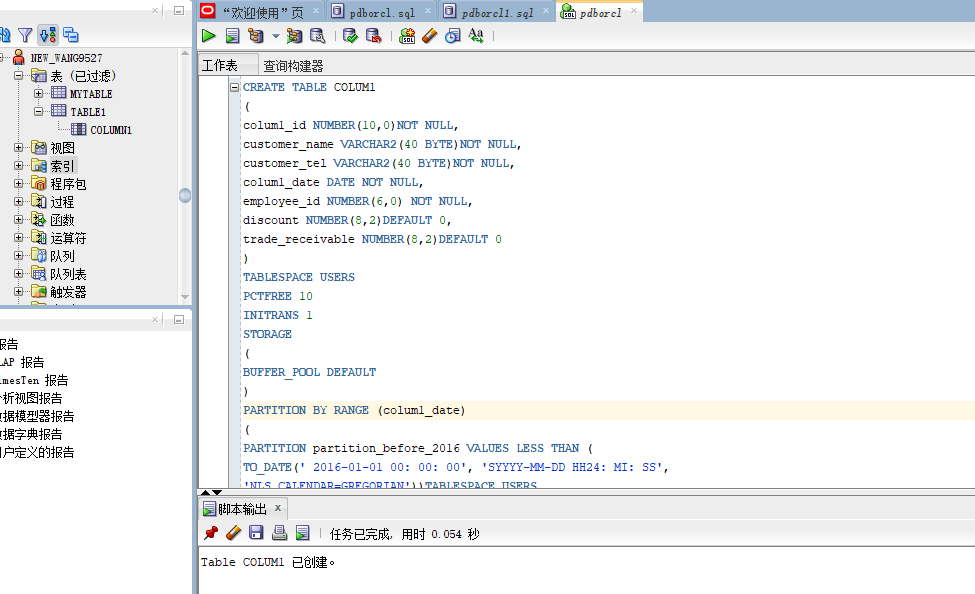 "欢迎使用"页
pdborcl.sql
pdborcl1.sql
pdborcl
NEW_WANG9527
表 (已过滤)
MYTABLE
TABLE1
COLUMN1
视图
索引
程序包
过程
函数
运算符
队列
队列表
触发器
报告
LAP 报告
imesTen 报告
析视图报告
据模型器报告
据字典报告
户定义的报告
工作表
查询构建器
CREATE TABLE COLUM1
(
colum1_id NUMBER(10,0)NOT NULL,
customer_name VARCHAR2(40 BYTE)NOT NULL,
customer_tel VARCHAR2(40 BYTE)NOT NULL,
colum1_date DATE NOT NULL,
employee_id NUMBER(6,0) NOT NULL,
discount NUMBER(8,2)DEFAULT 0,
trade_receivable NUMBER(8,2)DEFAULT 0
)
TABLESPACE USERS
PCTFREE 10
INITRANS 1
STORAGE
(
BUFFER_POOL DEFAULT
)
PARTITION BY RANGE (colum1_date)
(
PARTITION partition_before_2016 VALUES LESS THAN (
TO_DATE(' 2016-01-01 00: 00: 00', 'SYYYY-MM-DD HH24: MI: SS',
'NLS_CALENDAR=GREGORIAN'))TABLESPACE USERS
脚本输出
任务已完成, 用时 0.054 秒
Table COLUM1 已创建。